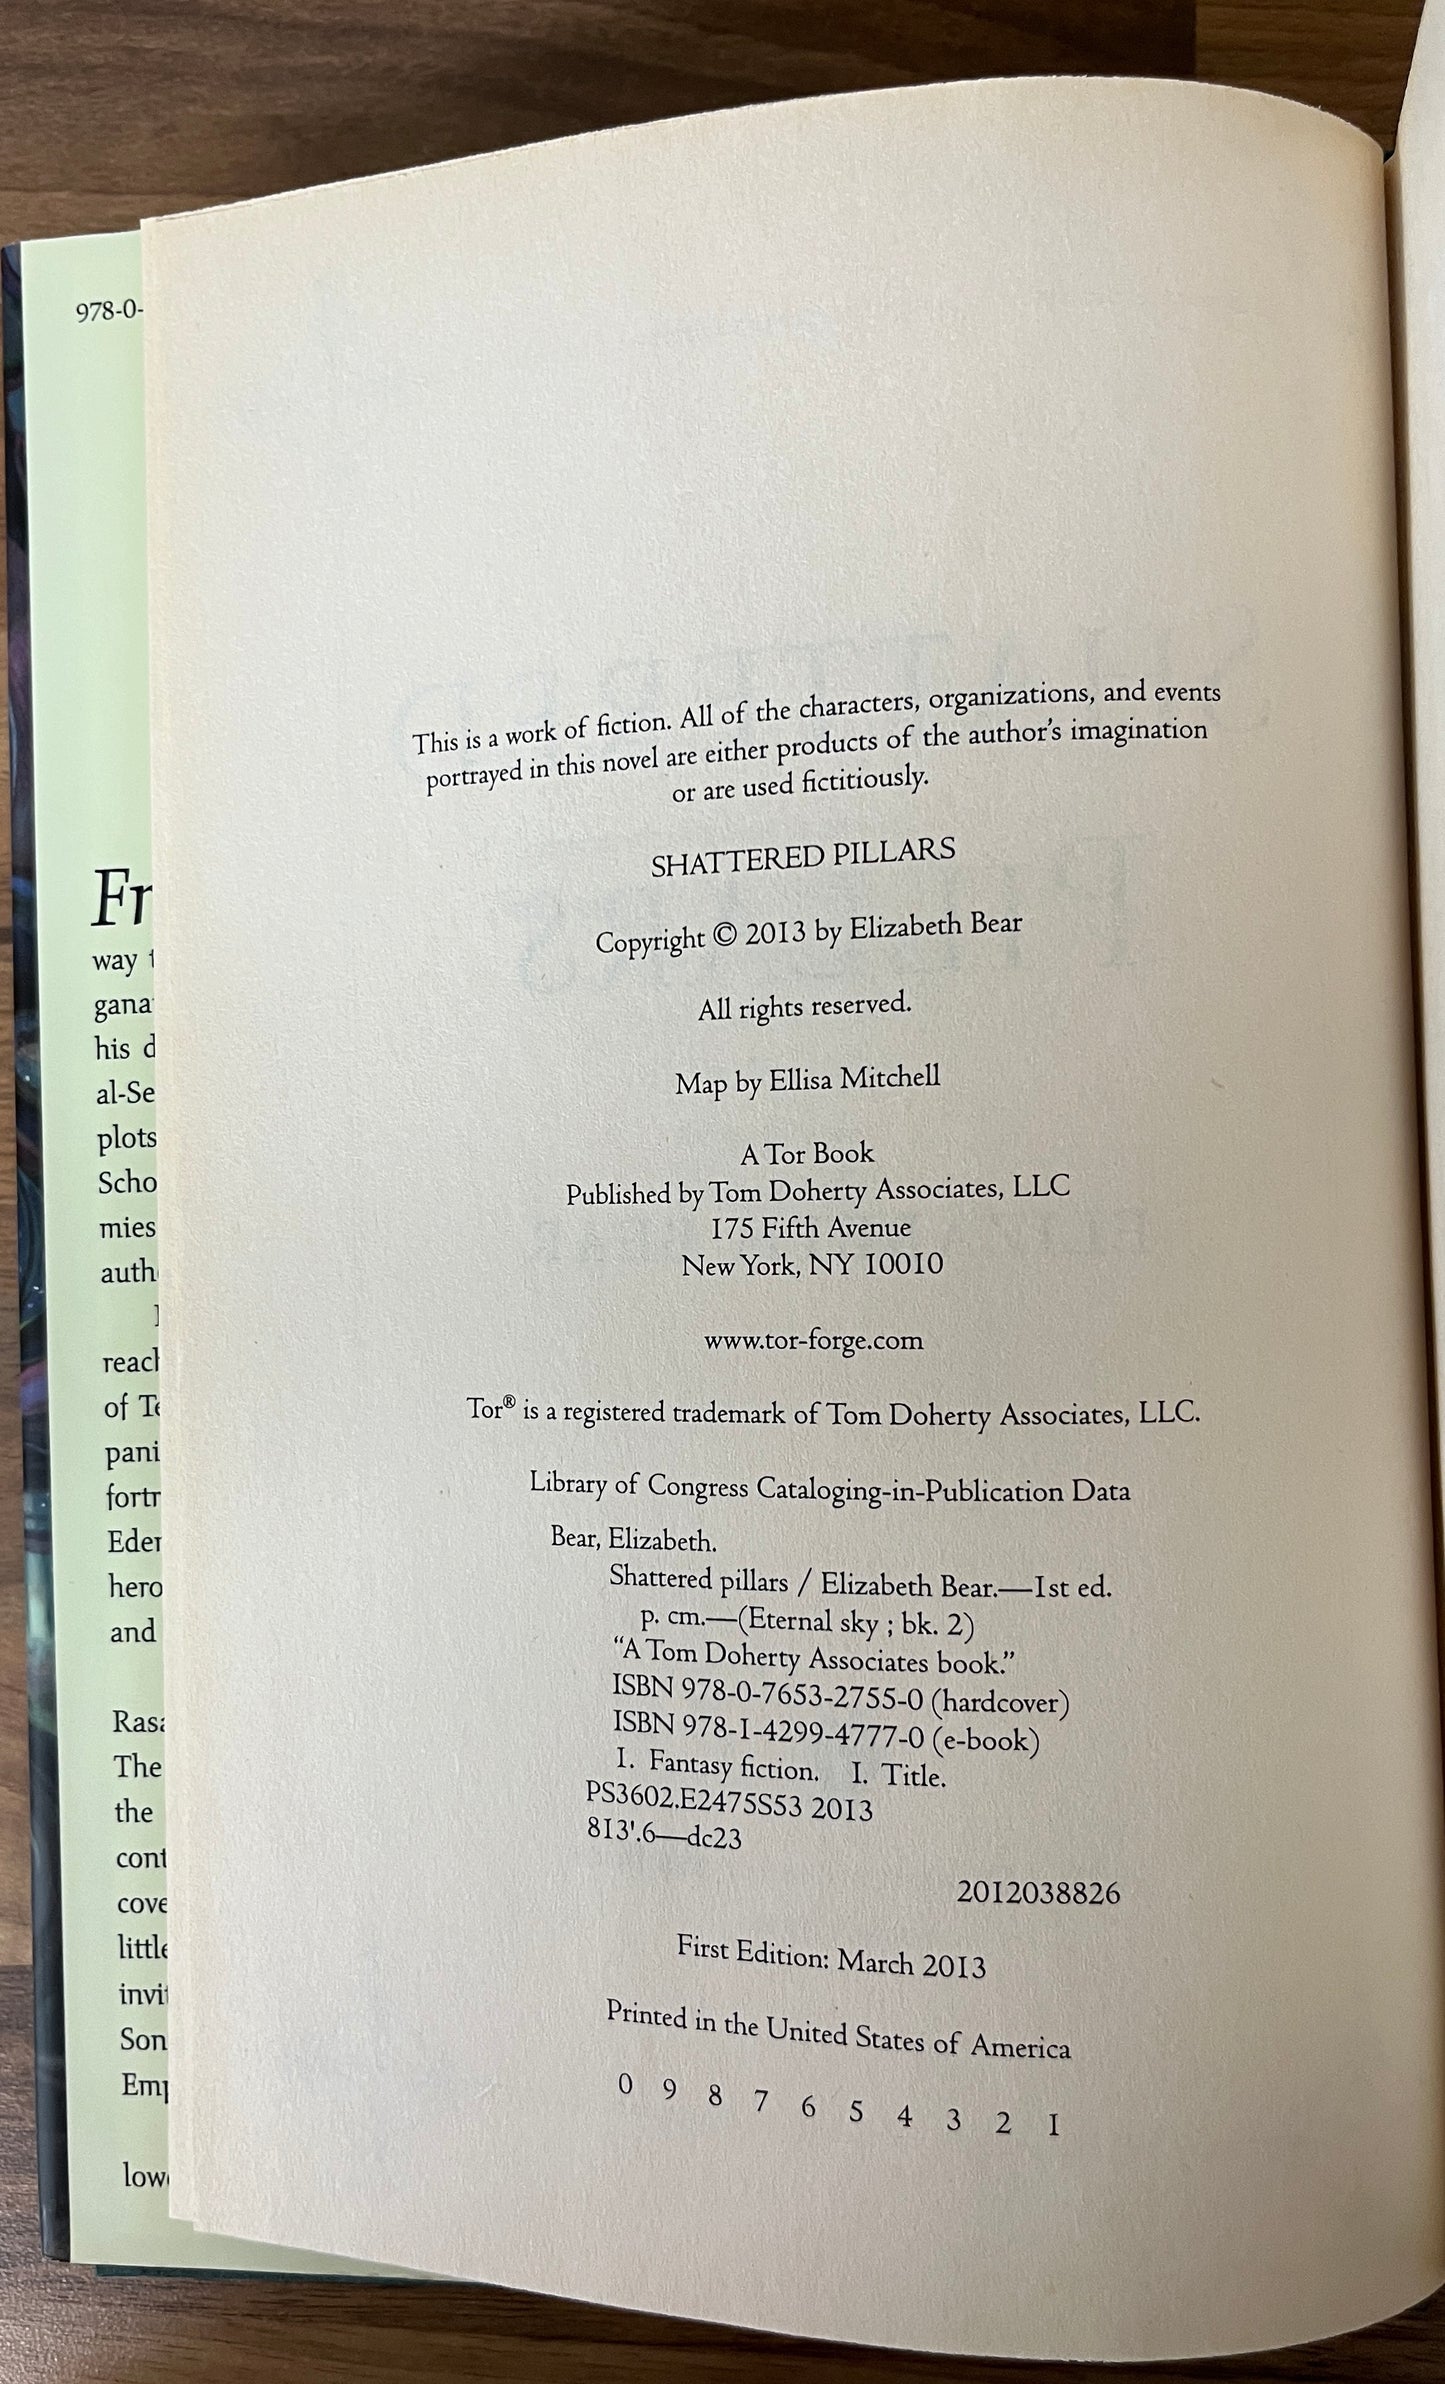 978-0-
Fr
way
gana
his d
al-Se
plots
Scho
mies
auth
reach
of Te
pani
fortr
Eder
hero
and
Rasa
The
the
cont
cove
little
invit
Son
Emp
low
This is a work of fiction. All of the characters, organizations, and events
portrayed in this novel are either products of the author's imagination
or are used fictitiously.
SHATTERED PILLARS
Copyright © 2013 by Elizabeth Bear
All rights reserved.
Map by Ellisa Mitchell
A Tor Book
Published by Tom Doherty Associates, LLC
175 Fifth Avenue
New York, NY 10010
www.tor-forge.com
Tor® is a registered trademark of Tom Doherty Associates, LLC.
Library of Congress Cataloging-in-Publication Data
Bear, Elizabeth.
Shattered pillars / Elizabeth Bear.—1st ed.
p. cm.—(Eternal sky ; bk. 2)
“A Tom Doherty Associates book.”
ISBN 978-0-7653-2755-0 (hardcover)
ISBN 978-1-4299-4777-0 (e-book)
1. Fantasy fiction. I. Title.
PS3602.E2475S53 2013
813'.6—dc23
2012038826
First Edition: March 2013
Printed in the United States of America
0 9 8 7 6 5 4 3 2 1